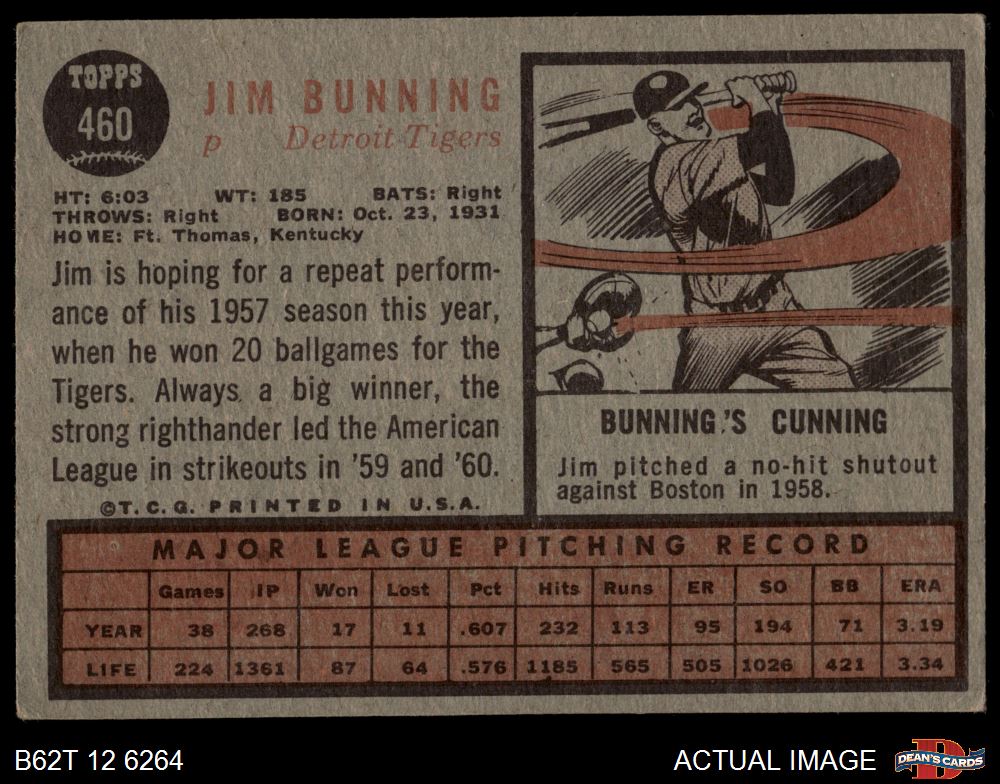 TOPPS
460
JIM BUNNING
p Detroit Tigers
HT: 6:03 WT: 185 BATS: Right
THROWS: Right BORN: Oct. 23, 1931
HOME: Ft. Thomas, Kentucky
Jim is hoping for a repeat perform-
ance of his 1957 season this year,
when he won 20 ballgames for the
Tigers. Always a big winner, the
strong righthander led the American
League in strikeouts in '59 and '60.
©T.C.G. PRINTED IN U.S.A.
BUNNING'S CUNNING
Jim pitched a no-hit shutout
against Boston in 1958.
MAJOR LEAGUE PITCHING RECORD
Games IP Won Lost Pct Hits Runs ER SO BB ERA
YEAR 38 268 17 11 .607 232 113 95 194 71 3.19
LIFE 224 1361 87 64 .576 1185 565 505 1026 421 3.34
B62T 12 6264
ACTUAL IMAGE
D
DEAN'S CARDS